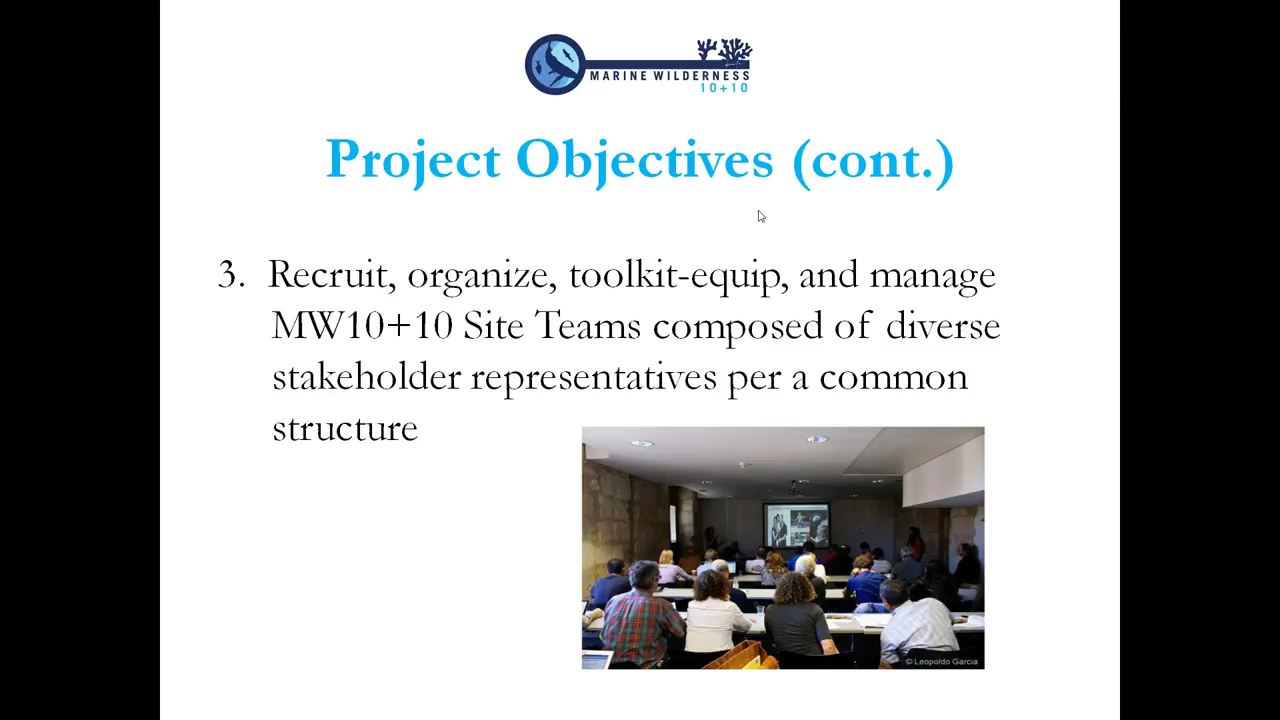 MARINE WILDERNESS
10+10
Project Objectives (cont.)
3. Recruit, organize, toolkit-equip, and manage
MW10+10 Site Teams composed of diverse
stakeholder representatives per a common
structure
© Leopoldo Garcia